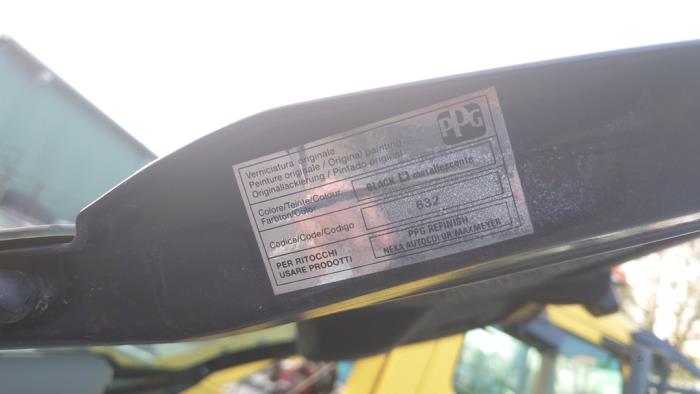 PPG
Verniciatura originale
Peinture originale / Original painting
Originallackierung / Pintado original
Colore/Teinte/Colour
Farbton/Color
BLACK metallescente
Codice/Code/Codigo
632
PER RITOCCHI
USARE PRODOTTI
PPG REFINISH
NEXA AUTOCOLOR MAXMEYER